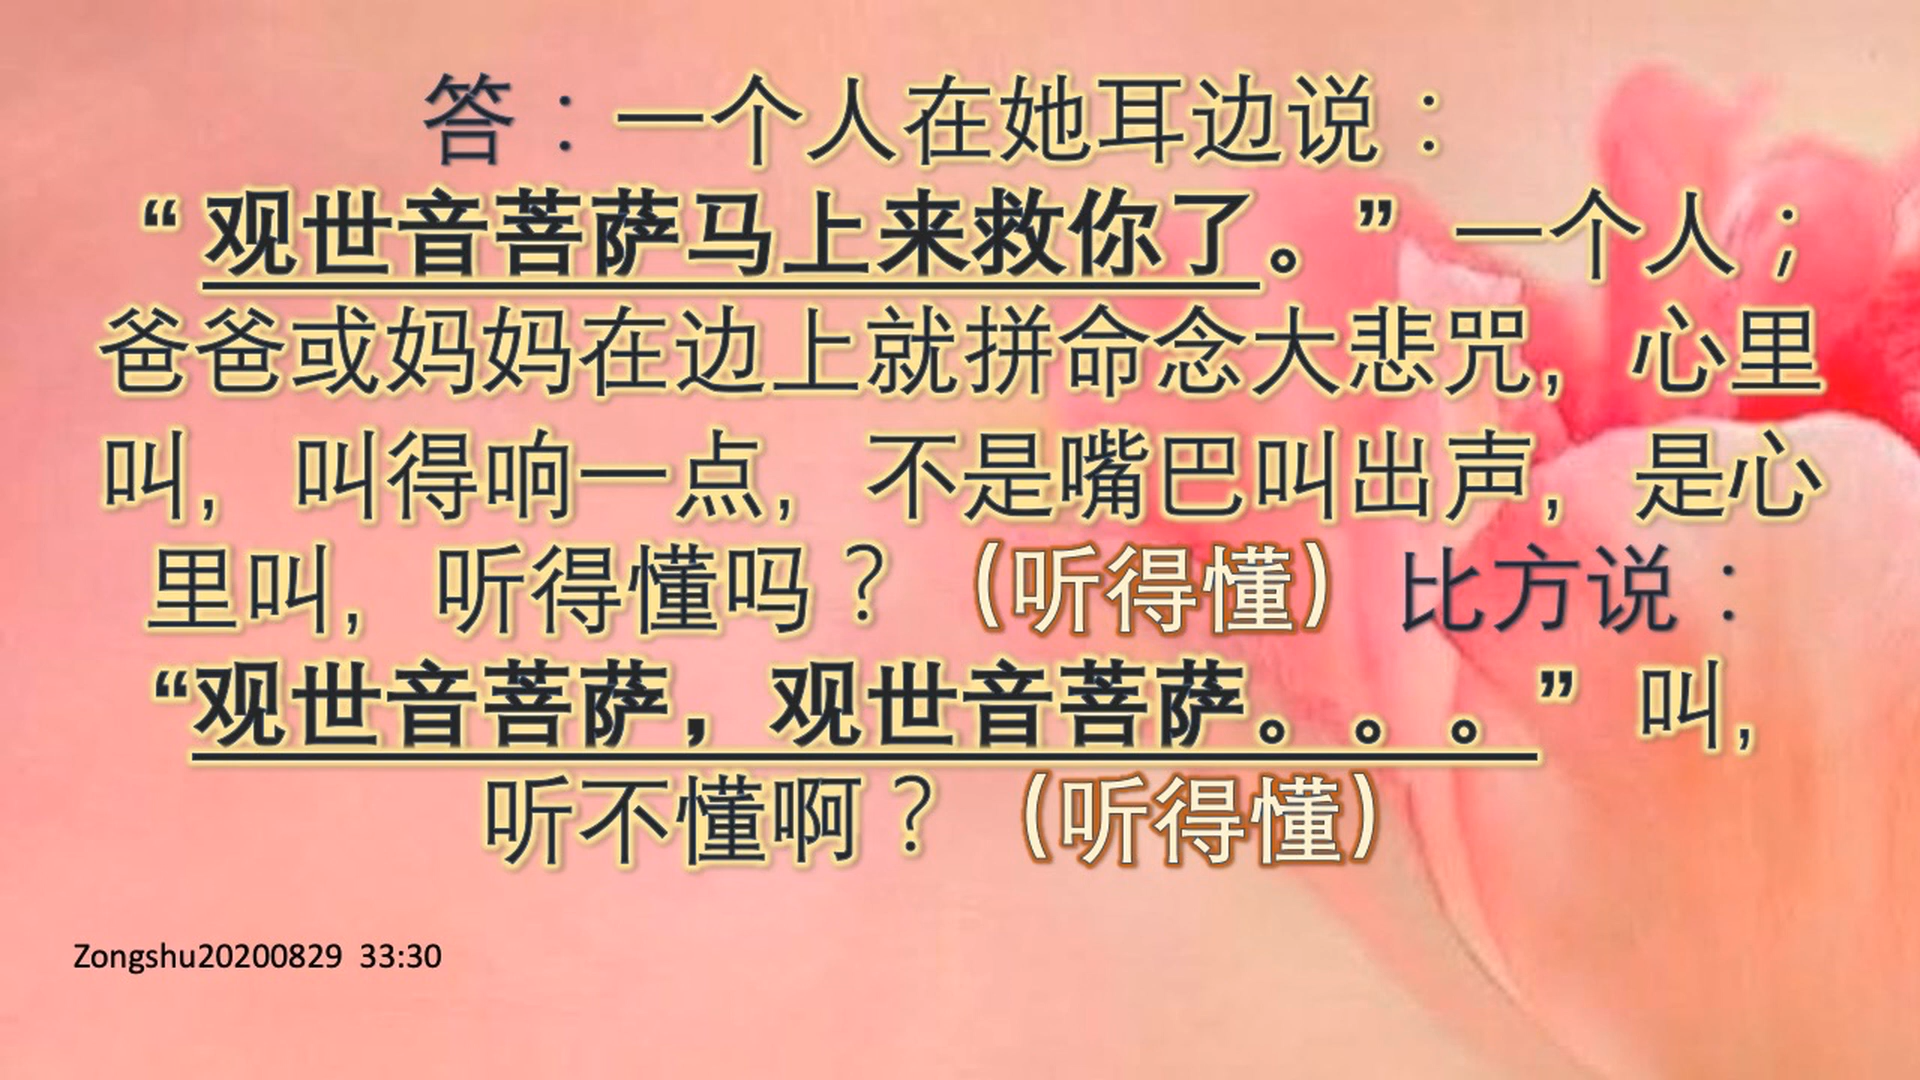 答：一个人在她耳边说：
“观世音菩萨马上来救你了。”一个人；
爸爸或妈妈在边上就拼命念大悲咒，心里
叫，叫得响一点，不是嘴巴叫出声，是心
里叫，听得懂吗？（听得懂）比方说：
“观世音菩萨，观世音菩萨。。。”叫，
听不懂啊？（听得懂）
Zongshu20200829 33:30